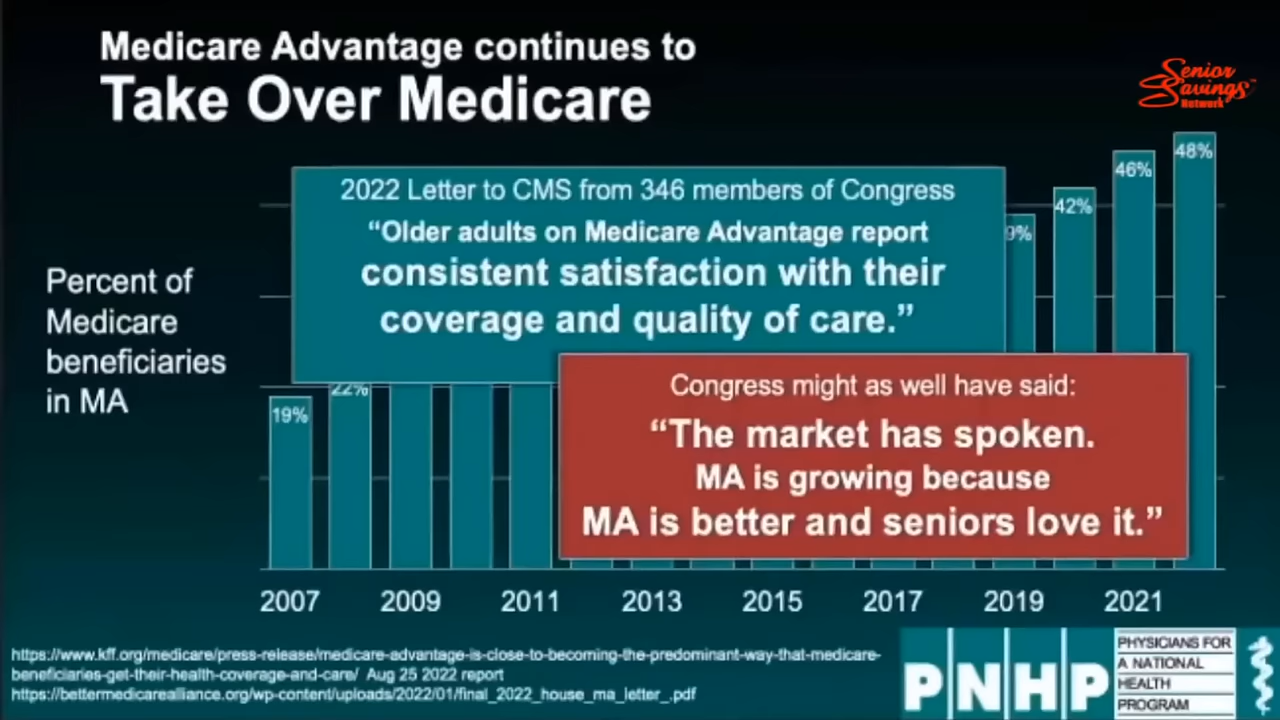 Medicare Advantage continues to
Take Over Medicare
Senior
Savings™
Network
48%
46%
2022 Letter to CMS from 346 members of Congress
42%
“Older adults on Medicare Advantage report
9%
consistent satisfaction with their
coverage and quality of care.”
Percent of
Medicare
beneficiaries
in MA
22%
19%
Congress might as well have said:
“The market has spoken.
MA is growing because
MA is better and seniors love it.”
2007 2009 2011 2013 2015 2017 2019 2021
https://www.kff.org/medicare/press-release/medicare-advantage-is-close-to-becoming-the-predominant-way-that-medicare-
beneficiaries-get-their-health-coverage-and-care/ Aug 25 2022 report
https://bettermedicarealliance.org/wp-content/uploads/2022/01/final_2022_house_ma_letter_.pdf
PNHP
PHYSICIANS FOR
A NATIONAL
HEALTH
PROGRAM